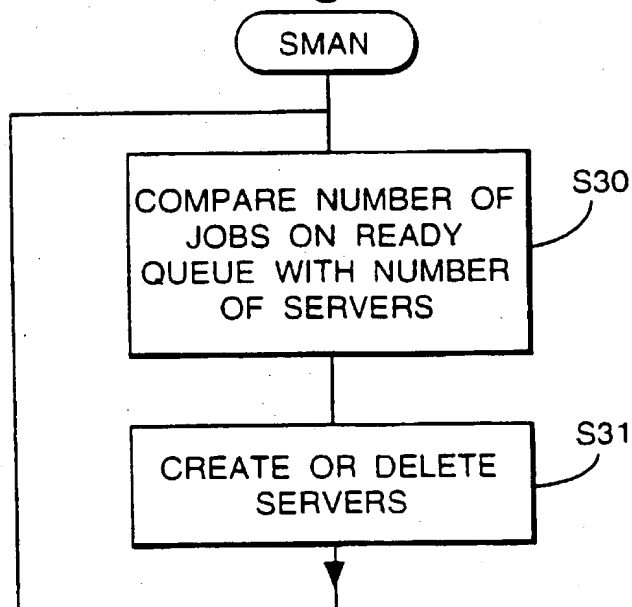 SMAN
COMPARE NUMBER OF
JOBS ON READY
QUEUE WITH NUMBER
OF SERVERS
S30
CREATE OR DELETE
SERVERS
S31